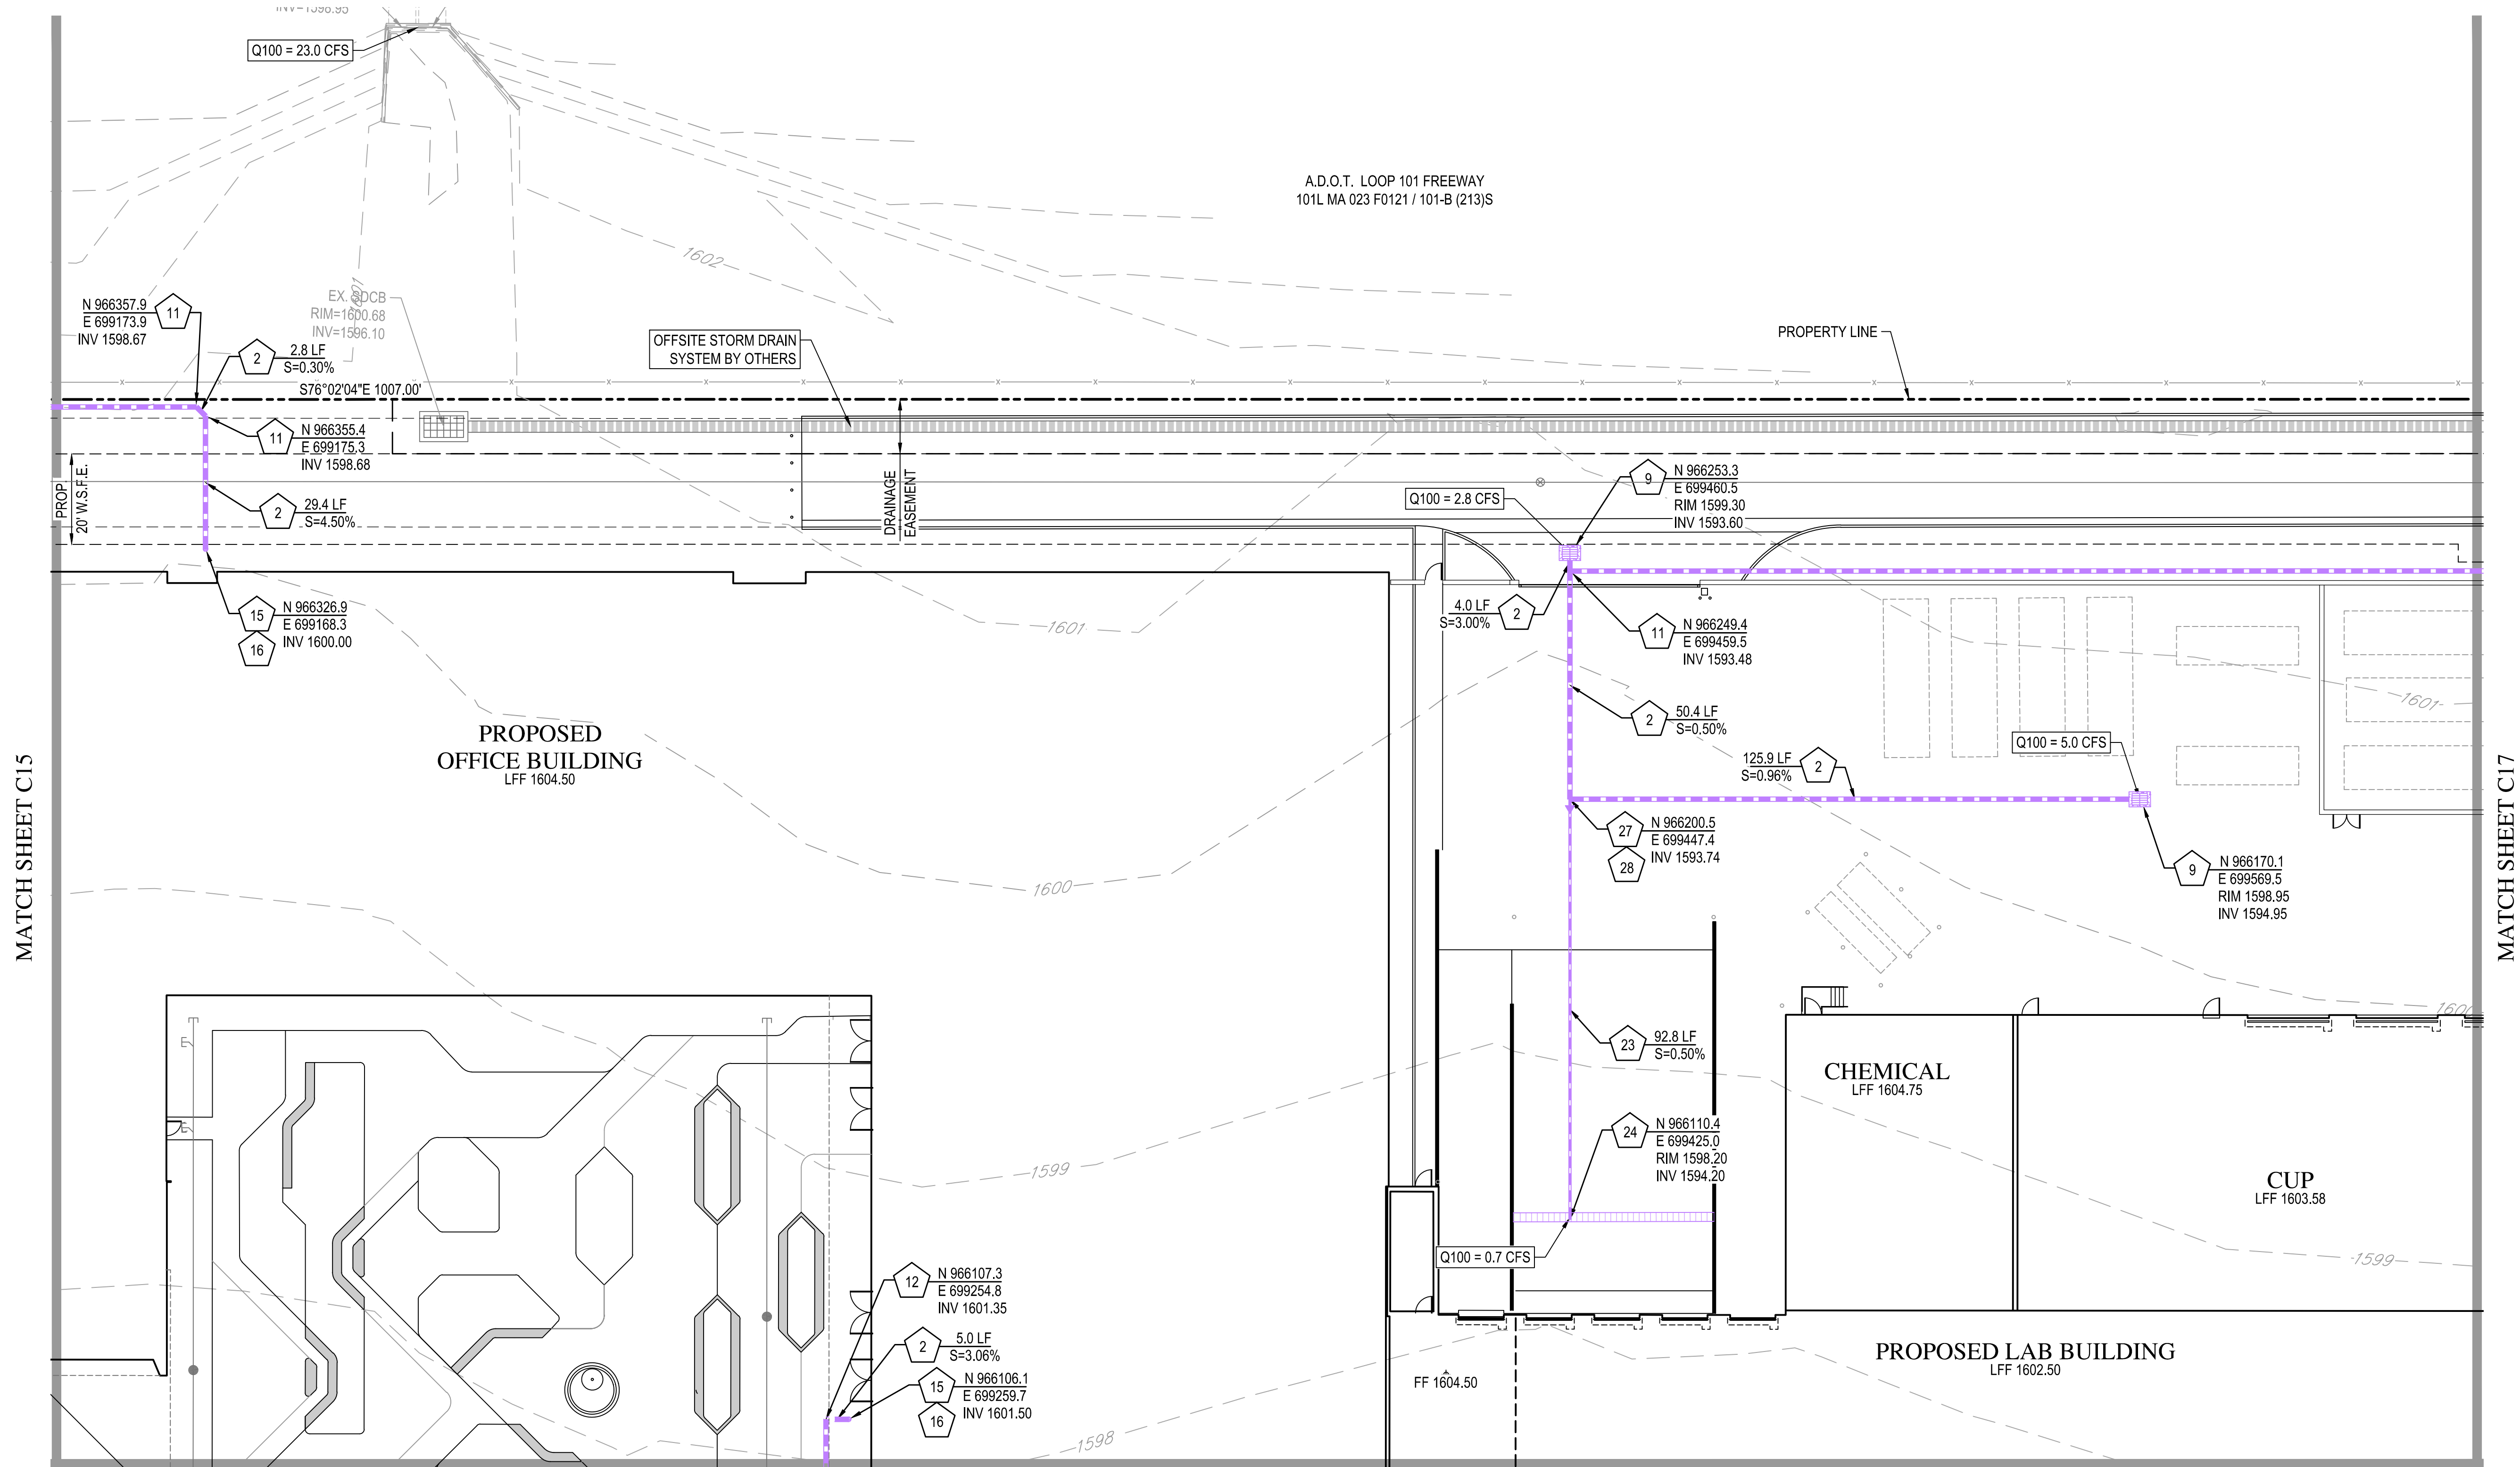 INV=1598.95
Q100 = 23.0 CFS
A.D.O.T. LOOP 101 FREEWAY
101L MA 023 F0121 / 101-B (213)S
1602
1601
N 966357.9
E 699173.9
INV 1598.67
11
EX. SDCB
RIM=1600.68
INV=1596.10
2
2.8 LF
S=0.30%
S76°02'04"E 1007.00'
OFFSITE STORM DRAIN
SYSTEM BY OTHERS
PROPERTY LINE
11
N 966355.4
E 699175.3
INV 1598.68
PROP.
20' W.S.F.E.
2
29.4 LF
S=4.50%
DRAINAGE
EASEMENT
Q100 = 2.8 CFS
9
N 966253.3
E 699460.5
RIM 1599.30
INV 1593.60
15
16
N 966326.9
E 699168.3
INV 1600.00
1601
4.0 LF
S=3.00%
2
11
N 966249.4
E 699459.5
INV 1593.48
1601
PROPOSED
OFFICE BUILDING
LFF 1604.50
2
50.4 LF
S=0.50%
125.9 LF
S=0.96%
2
Q100 = 5.0 CFS
MATCH SHEET C15
MATCH SHEET C17
27
28
N 966200.5
E 699447.4
INV 1593.74
9
N 966170.1
E 699569.5
RIM 1598.95
INV 1594.95
1600
1600
23
92.8 LF
S=0.50%
CHEMICAL
LFF 1604.75
E
E
24
N 966110.4
E 699425.0
RIM 1598.20
INV 1594.20
1599
CUP
LFF 1603.58
Q100 = 0.7 CFS
1599
12
N 966107.3
E 699254.8
INV 1601.35
2
5.0 LF
S=3.06%
15
16
N 966106.1
E 699259.7
INV 1601.50
FF 1604.50
PROPOSED LAB BUILDING
LFF 1602.50
1598